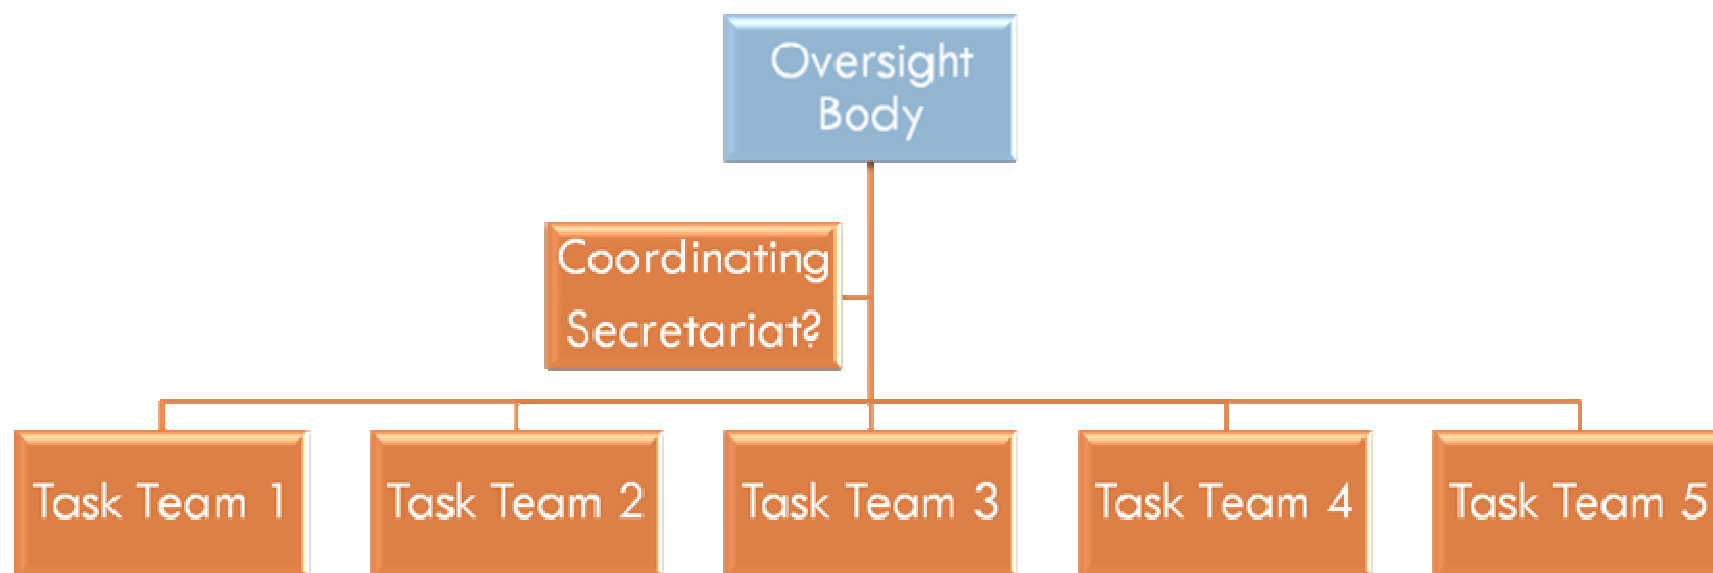 Oversight
Body
Coordinating
Secretariat?
Task Team 1
Task Team 2
Task Team 3
Task Team 4
Task Team 5